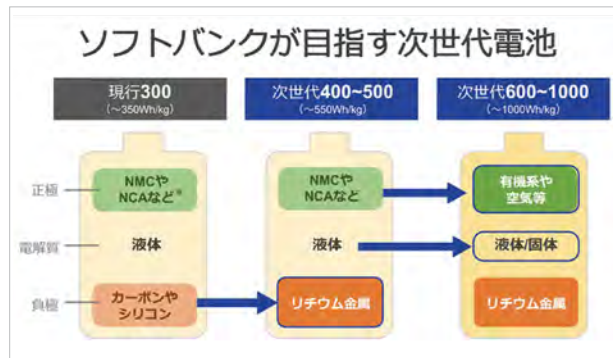 ソフトバンクが目指す次世代電池
現行300
(~350Wh/kg)
次世代400~500
(~550Wh/kg)
次世代600~1000
(~1000Wh/kg)
正極
NMCや
NCAなど※
NMCや
NCAなど
有機系や
空気等
電解質
液体
液体
液体/固体
負極
カーボンや
シリコン
リチウム金属
リチウム金属